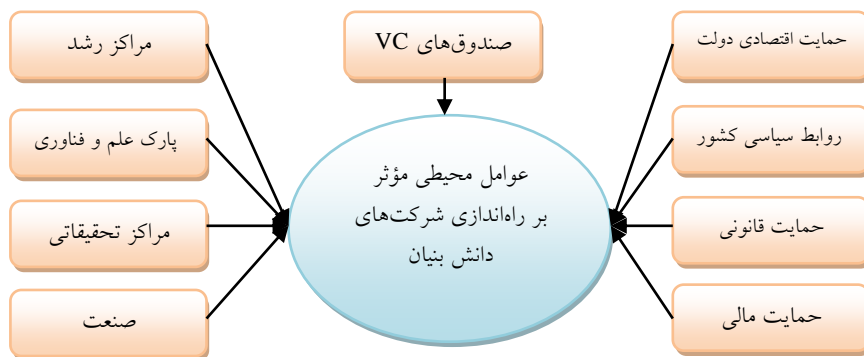 حمایت اقتصادی دولت
روابط سیاسی کشور
حمایت قانونی
حمایت مالی
صندوق‌های VC
عوامل محیطی مؤثر
بر راه‌اندازی شرکت‌های
دانش بنیان
مراکز رشد
پارک علم و فناوری
مراکز تحقیقاتی
صنعت